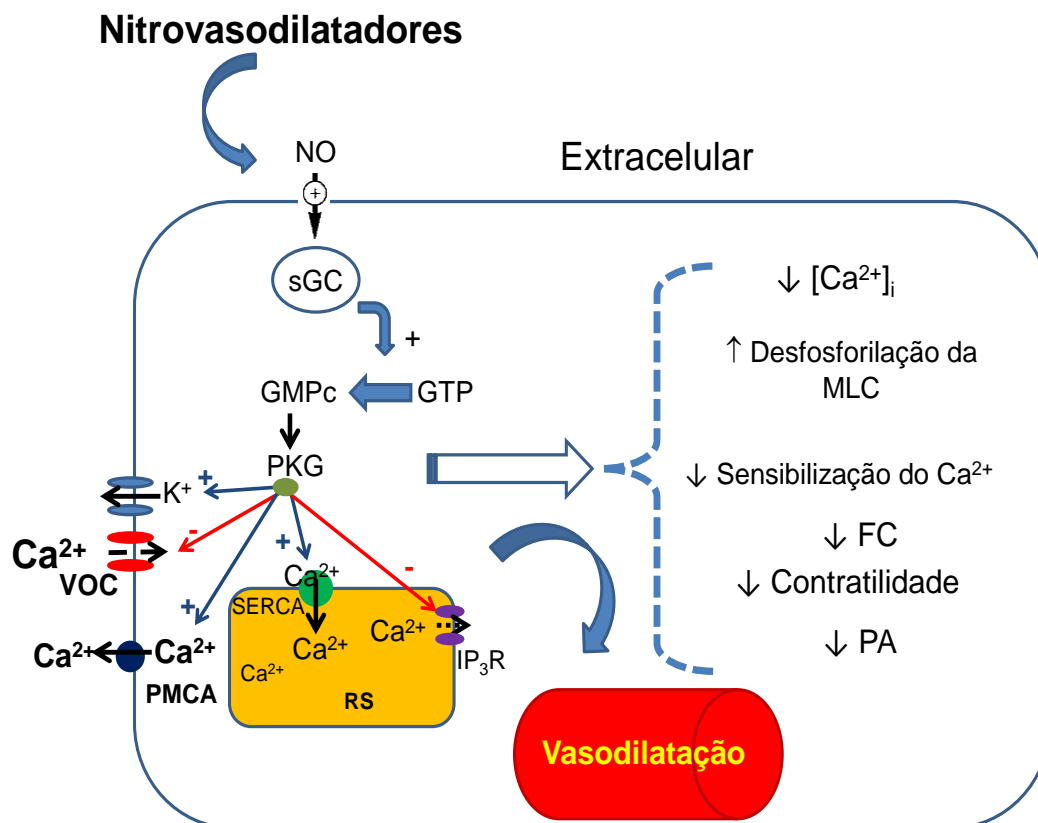 Nitrovasodilatadores
NO
Extracelular
+
sGC
+
GMPc
GTP
PKG
+
K⁺
-
Ca²⁺
VOC
+
+
-
Ca²⁺
SERCA
Ca²⁺
Ca²⁺
Ca²⁺
IP₃R
Ca²⁺
Ca²⁺
PMCA
RS
↓ [Ca²⁺]ᵢ
↑ Desfosforilação da
MLC
↓ Sensibilização do Ca²⁺
↓ FC
↓ Contratilidade
↓ PA
Vasodilatação